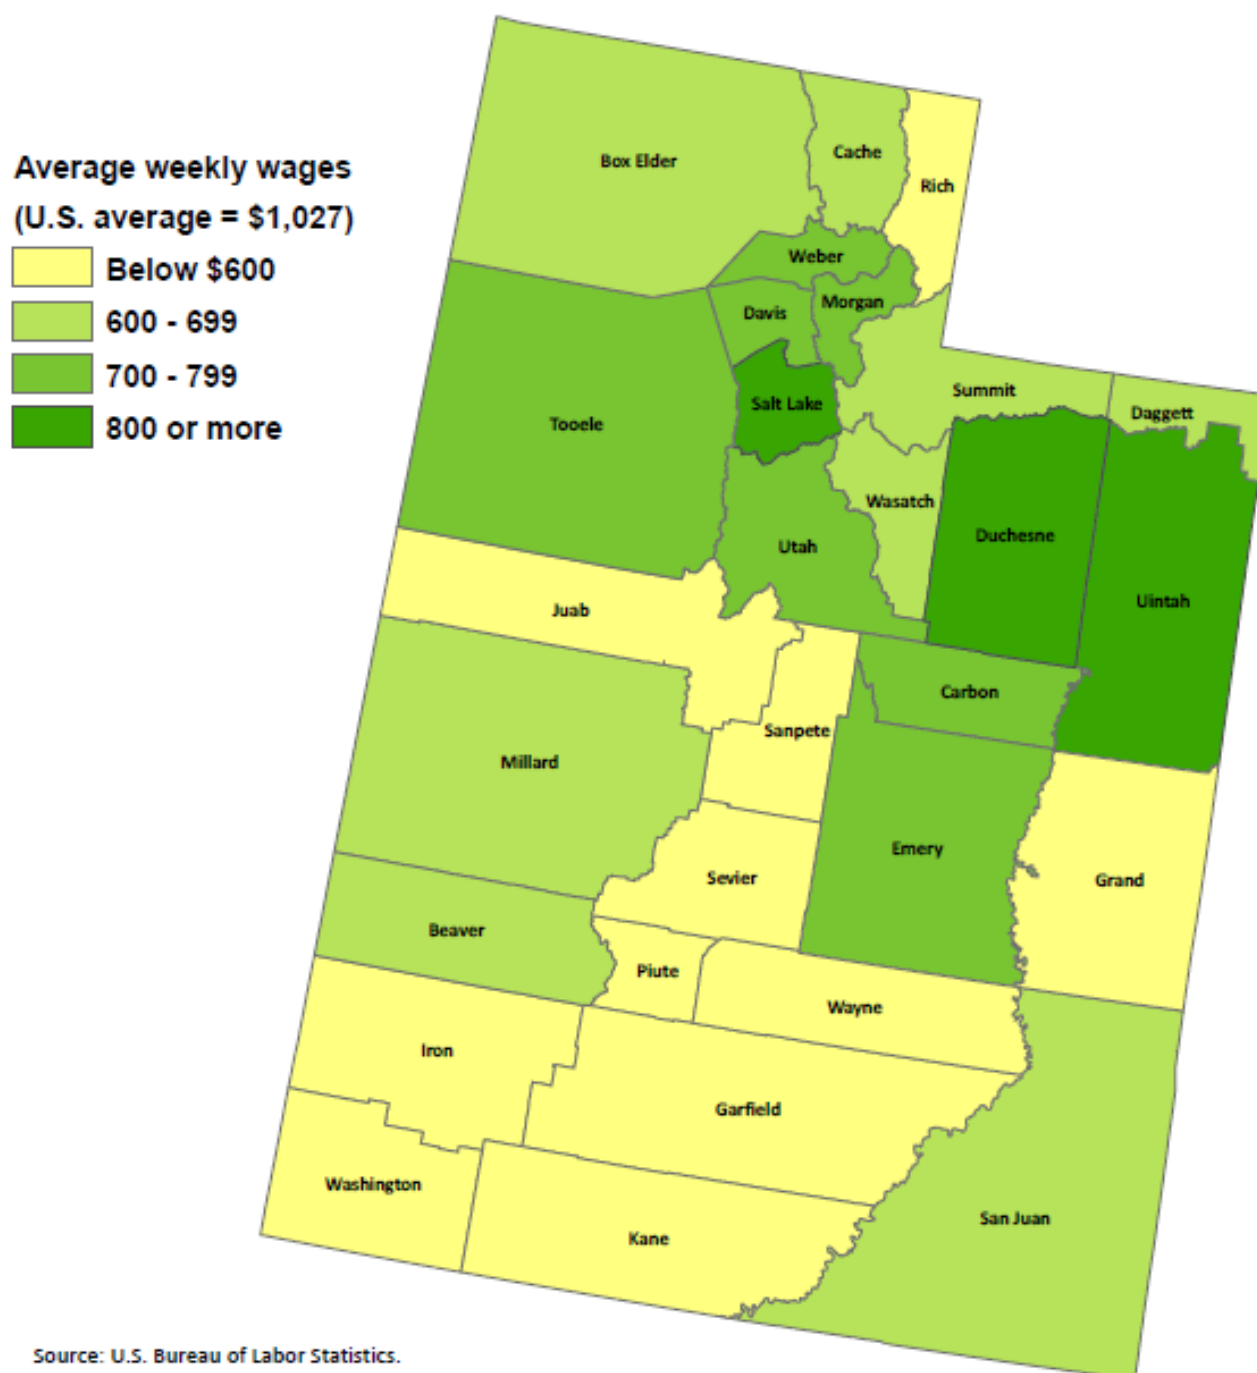 Average weekly wages
(U.S. average = $1,027)
Below $600
600 - 699
700 - 799
800 or more
Box Elder
Cache
Rich
Weber
Morgan
Davis
Summit
Daggett
Salt Lake
Tooele
Wasatch
Duchesne
Utah
Uintah
Juab
Carbon
Sanpete
Millard
Emery
Sevier
Grand
Beaver
Piute
Wayne
Iron
Garfield
Washington
San Juan
Kane
Source: U.S. Bureau of Labor Statistics.